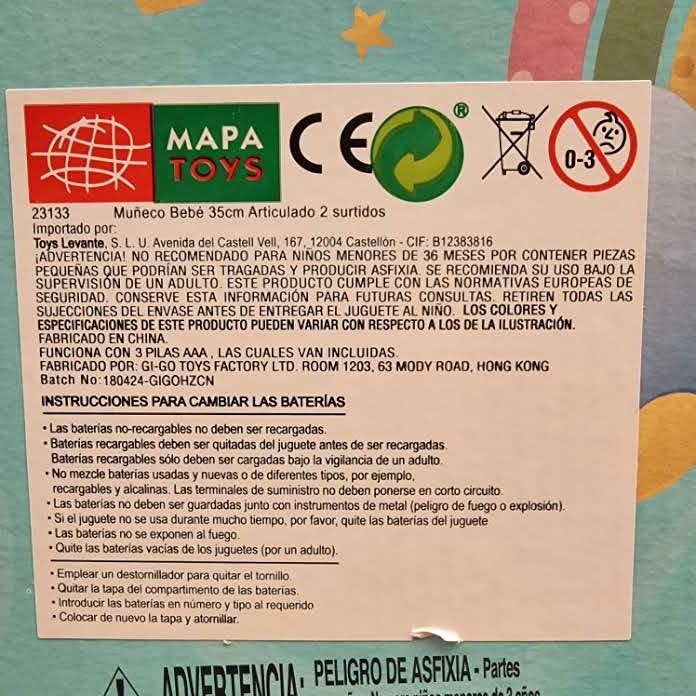 MAPA
TOYS
CE
®
0-3
23133 Muñeco Bebé 35cm Articulado 2 surtidos
Importado por:
Toys Levante, S. L. U. Avenida del Castell Vell, 167, 12004 Castellón - CIF: B12383816
¡ADVERTENCIA! NO RECOMENDADO PARA NIÑOS MENORES DE 36 MESES POR CONTENER PIEZAS
PEQUEÑAS QUE PODRÍAN SER TRAGADAS Y PRODUCIR ASFIXIA. SE RECOMIENDA SU USO BAJO LA
SUPERVISIÓN DE UN ADULTO. ESTE PRODUCTO CUMPLE CON LAS NORMATIVAS EUROPEAS DE
SEGURIDAD. CONSERVE ESTA INFORMACIÓN PARA FUTURAS CONSULTAS. RETIREN TODAS LAS
SUJECCIONES DEL ENVASE ANTES DE ENTREGAR EL JUGUETE AL NIÑO. LOS COLORES Y
ESPECIFICACIONES DE ESTE PRODUCTO PUEDEN VARIAR CON RESPECTO A LOS DE LA ILUSTRACIÓN.
FABRICADO EN CHINA.
FUNCIONA CON 3 PILAS AAA , LAS CUALES VAN INCLUIDAS.
FABRICADO POR: GI-GO TOYS FACTORY LTD. ROOM 1203, 63 MODY ROAD, HONG KONG
Batch No:180424-GIGOHZCN
INSTRUCCIONES PARA CAMBIAR LAS BATERÍAS
• Las baterías no-recargables no deben ser recargadas.
• Baterías recargables deben ser quitadas del juguete antes de ser recargadas.
Baterías recargables sólo deben ser cargadas bajo la vigilancia de un adulto.
• No mezcle baterías usadas y nuevas o de diferentes tipos, por ejemplo,
recargables y alcalinas. Las terminales de suministro no deben ponerse en corto circuito.
• Las baterías no deben ser guardadas junto con instrumentos de metal (peligro de fuego o explosión).
• Si el juguete no se usa durante mucho tiempo, por favor, quite las baterías del juguete
• Las baterías no se exponen al fuego.
• Quite las baterías vacías de los juguetes (por un adulto).
• Emplear un destornillador para quitar el tornillo.
• Quitar la tapa del compartimento de las baterías.
• Introducir las baterías en número y tipo al requerido
• Colocar de nuevo la tapa y atornillar.
ADVERTENCIA: PELIGRO DE ASFIXIA - Partes
menores de 3 años